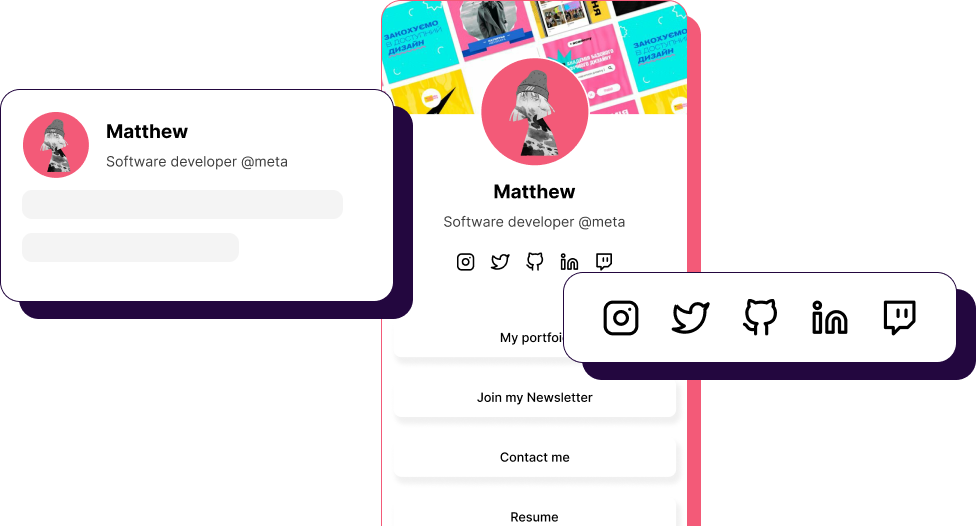 ЗАКОХУЄМО
В ДОСТУПНИЙ
ДИЗАЙН
ЗАКОХУЄМО
В ДОСТУПНИЙ
ДИЗАЙН
Matthew
Software developer @meta
Matthew
Software developer @meta
My portfoi
Join my Newsletter
Contact me
Resume